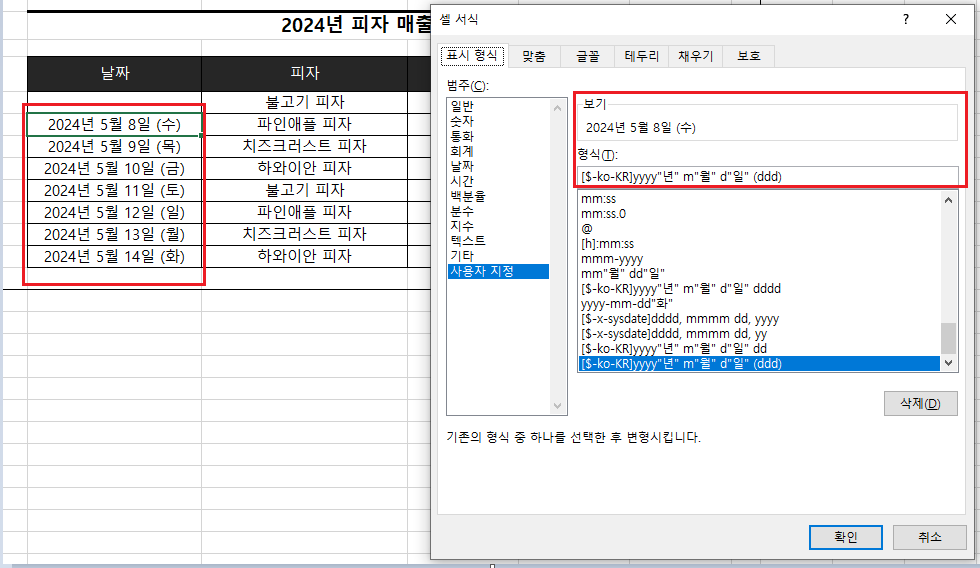 2024년 피자 매출
날짜 피자
불고기 피자
2024년 5월 8일 (수) 파인애플 피자
2024년 5월 9일 (목) 치즈크러스트 피자
2024년 5월 10일 (금) 하와이안 피자
2024년 5월 11일 (토) 불고기 피자
2024년 5월 12일 (일) 파인애플 피자
2024년 5월 13일 (월) 치즈크러스트 피자
2024년 5월 14일 (화) 하와이안 피자
셀 서식
?
표시 형식 맞춤 글꼴 테두리 채우기 보호
범주(C):
일반
숫자
통화
회계
날짜
시간
백분율
분수
지수
텍스트
기타
사용자 지정
보기
2024년 5월 8일 (수)
형식(T):
[$-ko-KR]yyyy"년" m"월" d"일" (ddd)
mm:ss
mm:ss.0
@
[h]:mm:ss
mmm-yyyy
mm"월" dd"일"
[$-ko-KR]yyyy"년" m"월" d"일" dddd
yyyy-mm-dd"화"
[$-x-sysdate]dddd, mmmm dd, yyyy
[$-x-sysdate]dddd, mmmm dd, yy
[$-ko-KR]yyyy"년" m"월" d"일" dd
[$-ko-KR]yyyy"년" m"월" d"일" (ddd)
삭제(D)
기존의 형식 중 하나를 선택한 후 변형시킵니다.
확인 취소